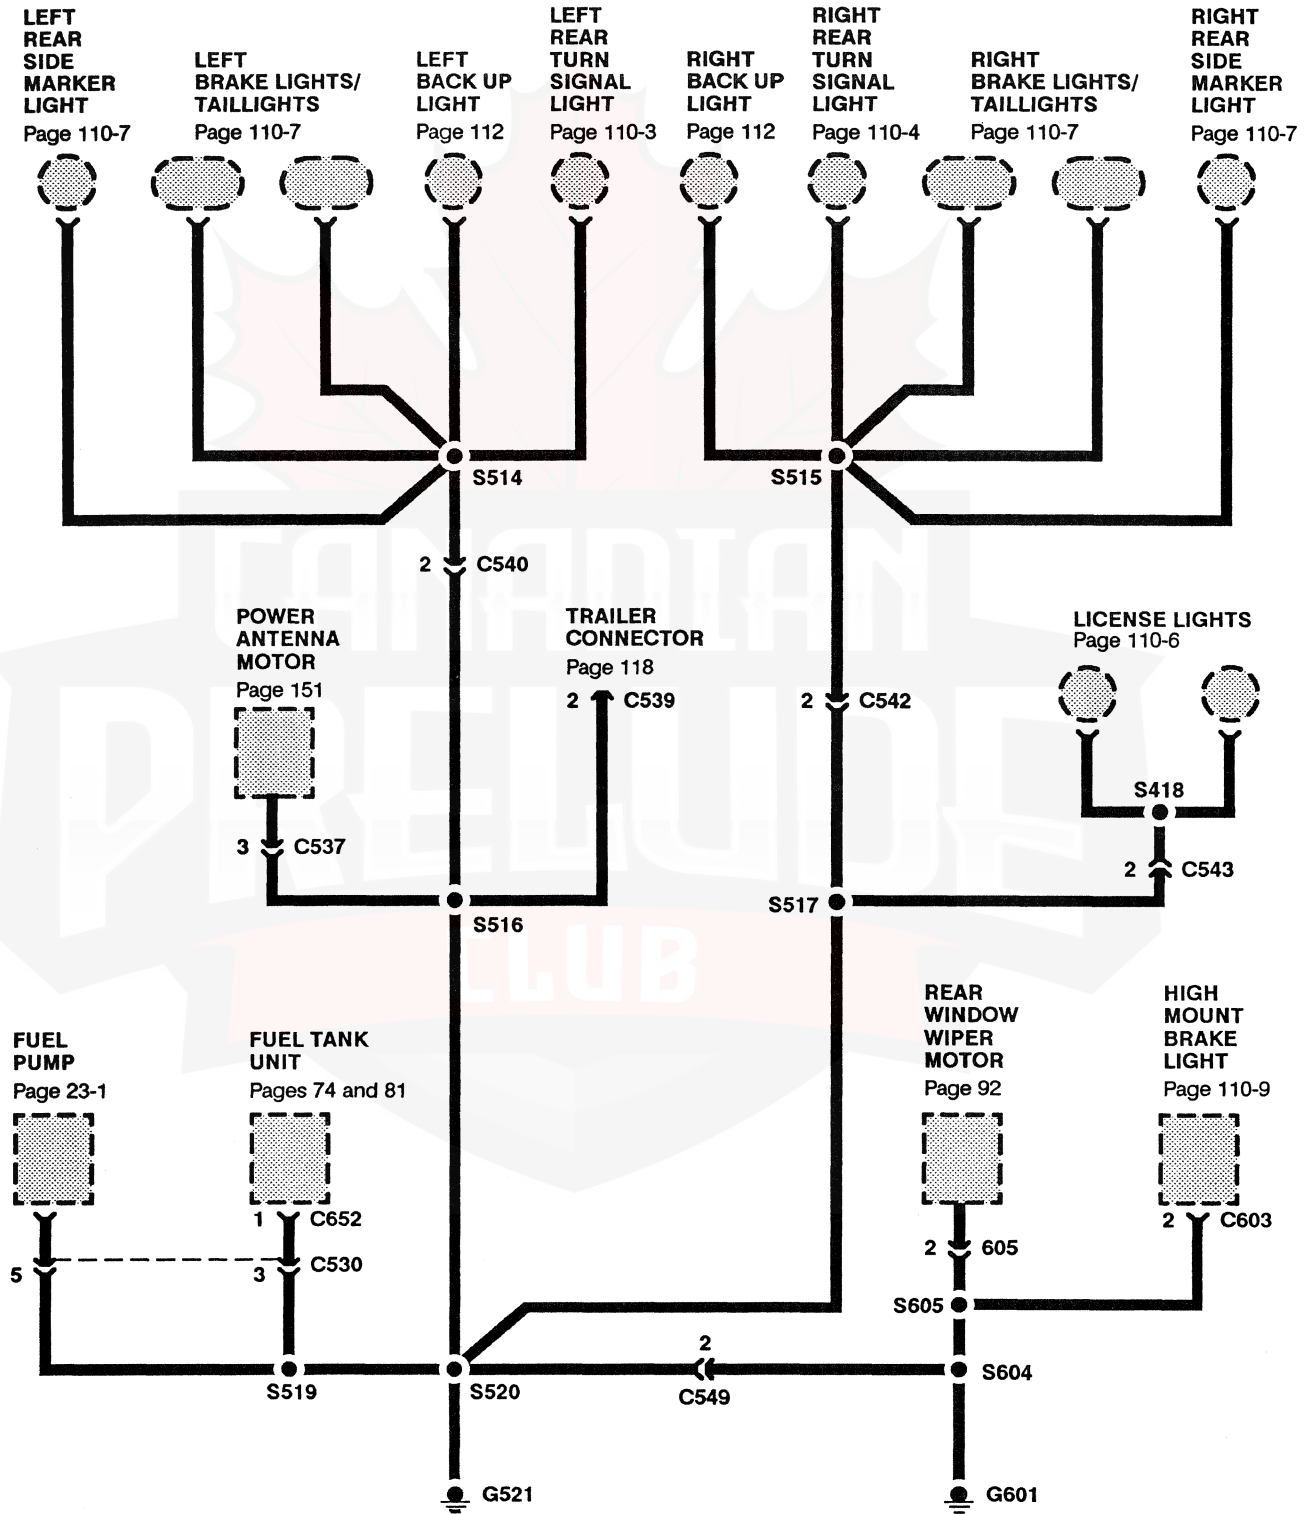 LEFT
REAR
SIDE
MARKER
LIGHT
Page 110-7
LEFT
BRAKE LIGHTS/
TAILLIGHTS
Page 110-7
LEFT
BACK UP
LIGHT
Page 112
LEFT
REAR
TURN
SIGNAL
LIGHT
Page 110-3
RIGHT
BACK UP
LIGHT
Page 112
RIGHT
REAR
TURN
SIGNAL
LIGHT
Page 110-4
RIGHT
BRAKE LIGHTS/
TAILLIGHTS
Page 110-7
RIGHT
REAR
SIDE
MARKER
LIGHT
Page 110-7
S514
S515
2 C540
POWER
ANTENNA
MOTOR
Page 151
TRAILER
CONNECTOR
Page 118
2 C539
2 C542
LICENSE LIGHTS
Page 110-6
S418
3 C537
2 C543
S516
S517
CANADIAN
PRELUDE
CLUB
FUEL
PUMP
Page 23-1
FUEL TANK
UNIT
Pages 74 and 81
REAR
WINDOW
WIPER
MOTOR
Page 92
HIGH
MOUNT
BRAKE
LIGHT
Page 110-9
1 C652
2 C603
5
3 C530
2 605
S605
2
C549
S519
S520
S604
G521
G601